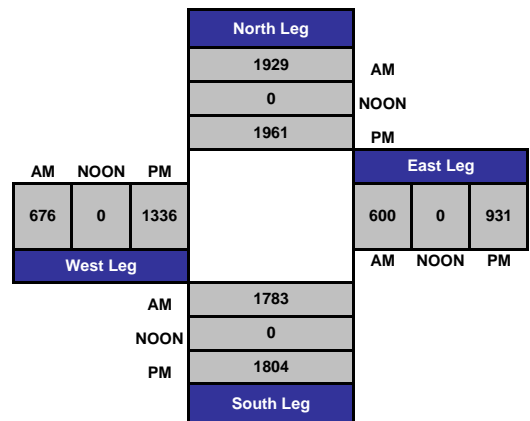 North Leg
1929 AM
0 NOON
1961 PM
AM NOON PM
East Leg
676 0 1336
600 0 931
West Leg
AM NOON PM
AM 1783
NOON 0
PM 1804
South Leg